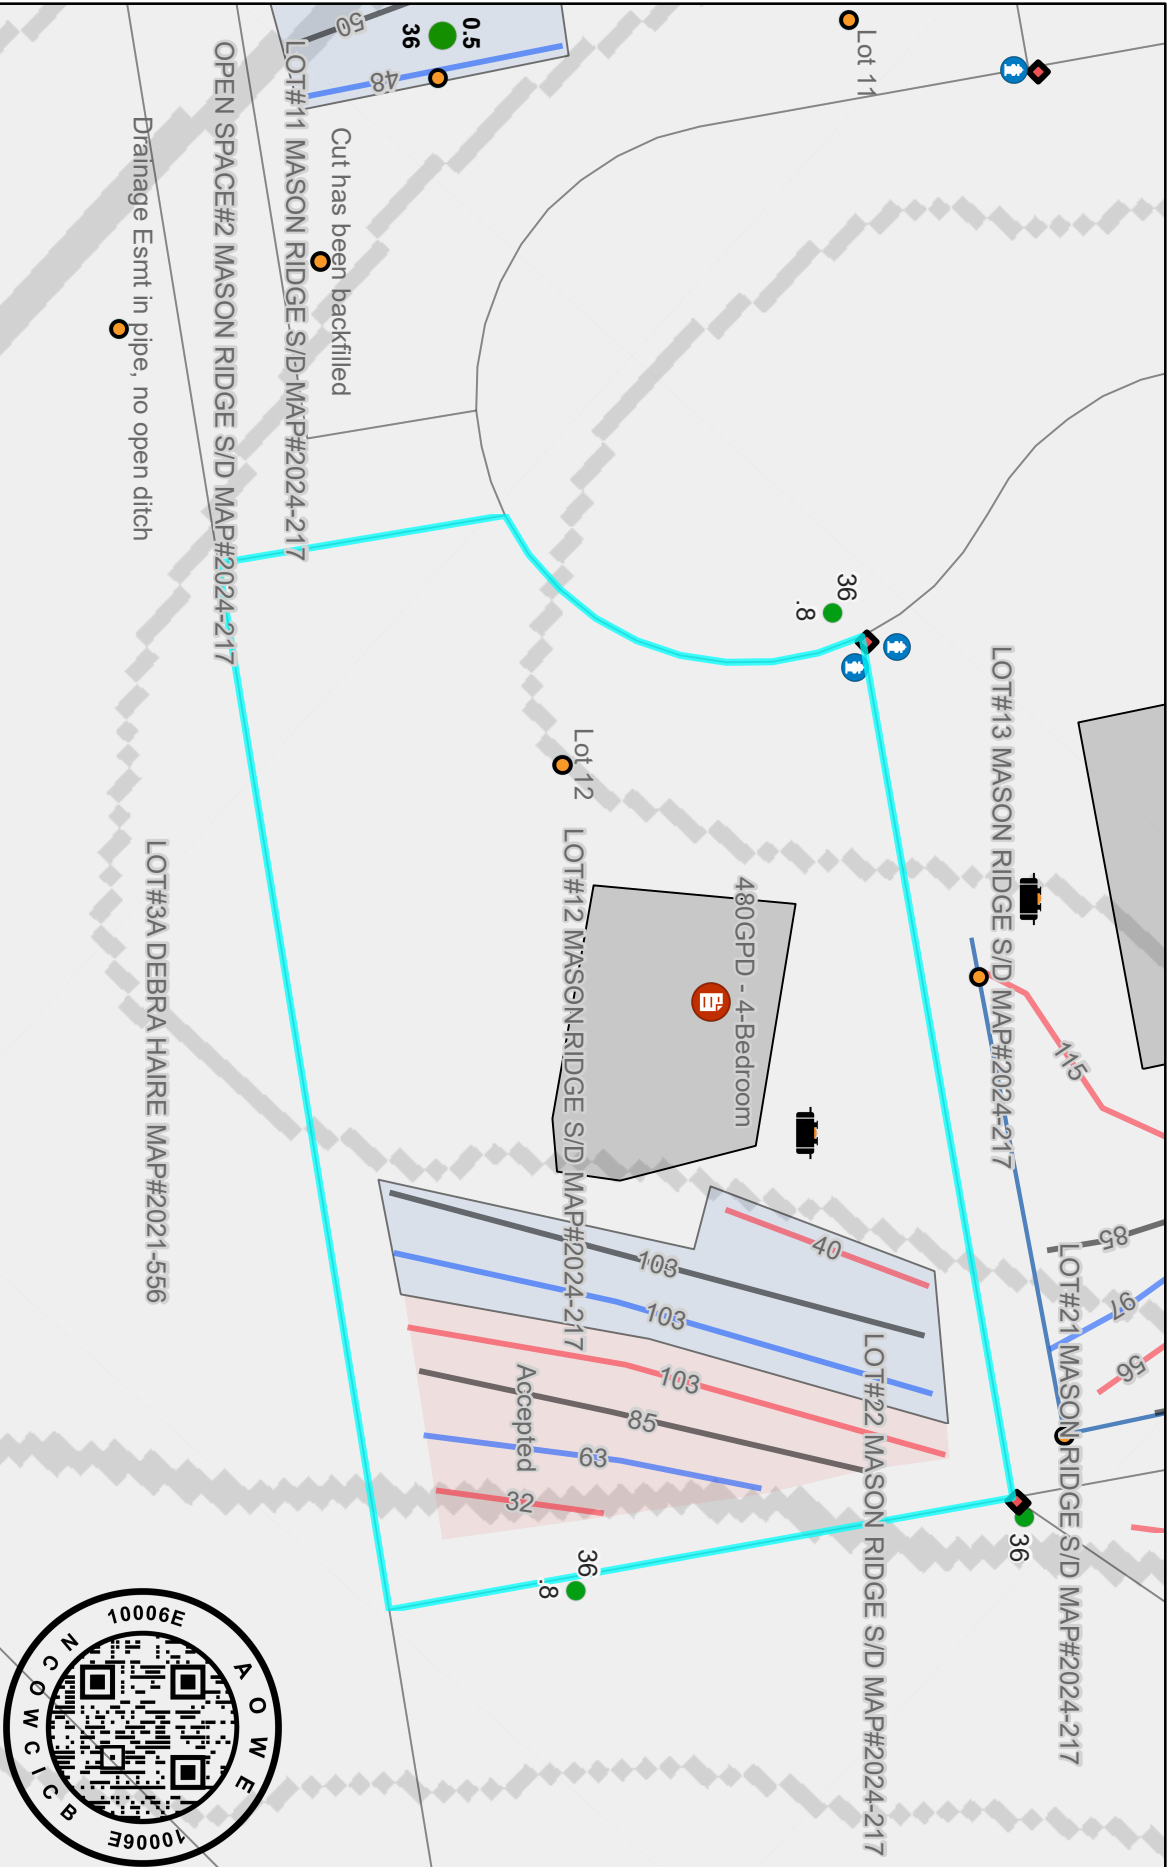 50
0.5
36
48
Lot 11
LOT#11 MASON RIDGE S/D MAP#2024-217
OPEN SPACE#2 MASON RIDGE S/D MAP#2024-217
Cut has been backfilled
Drainage Esmt in pipe, no open ditch
36
.8
LOT#13 MASON RIDGE S/D MAP#2024-217
Lot 12
LOT#12 MASON RIDGE S/D MAP#2024-217
480GPD - 4-Bedroom
LOT#3A DEBRA HAIRE MAP#2021-556
115
85
97
56
LOT#21 MASON RIDGE S/D MAP#2024-217
40
103
103
103
85
63
32
Accepted
LOT#22 MASON RIDGE S/D MAP#2024-217
36
36
.8
10006E
AOWE
10006E
NCOWCICB